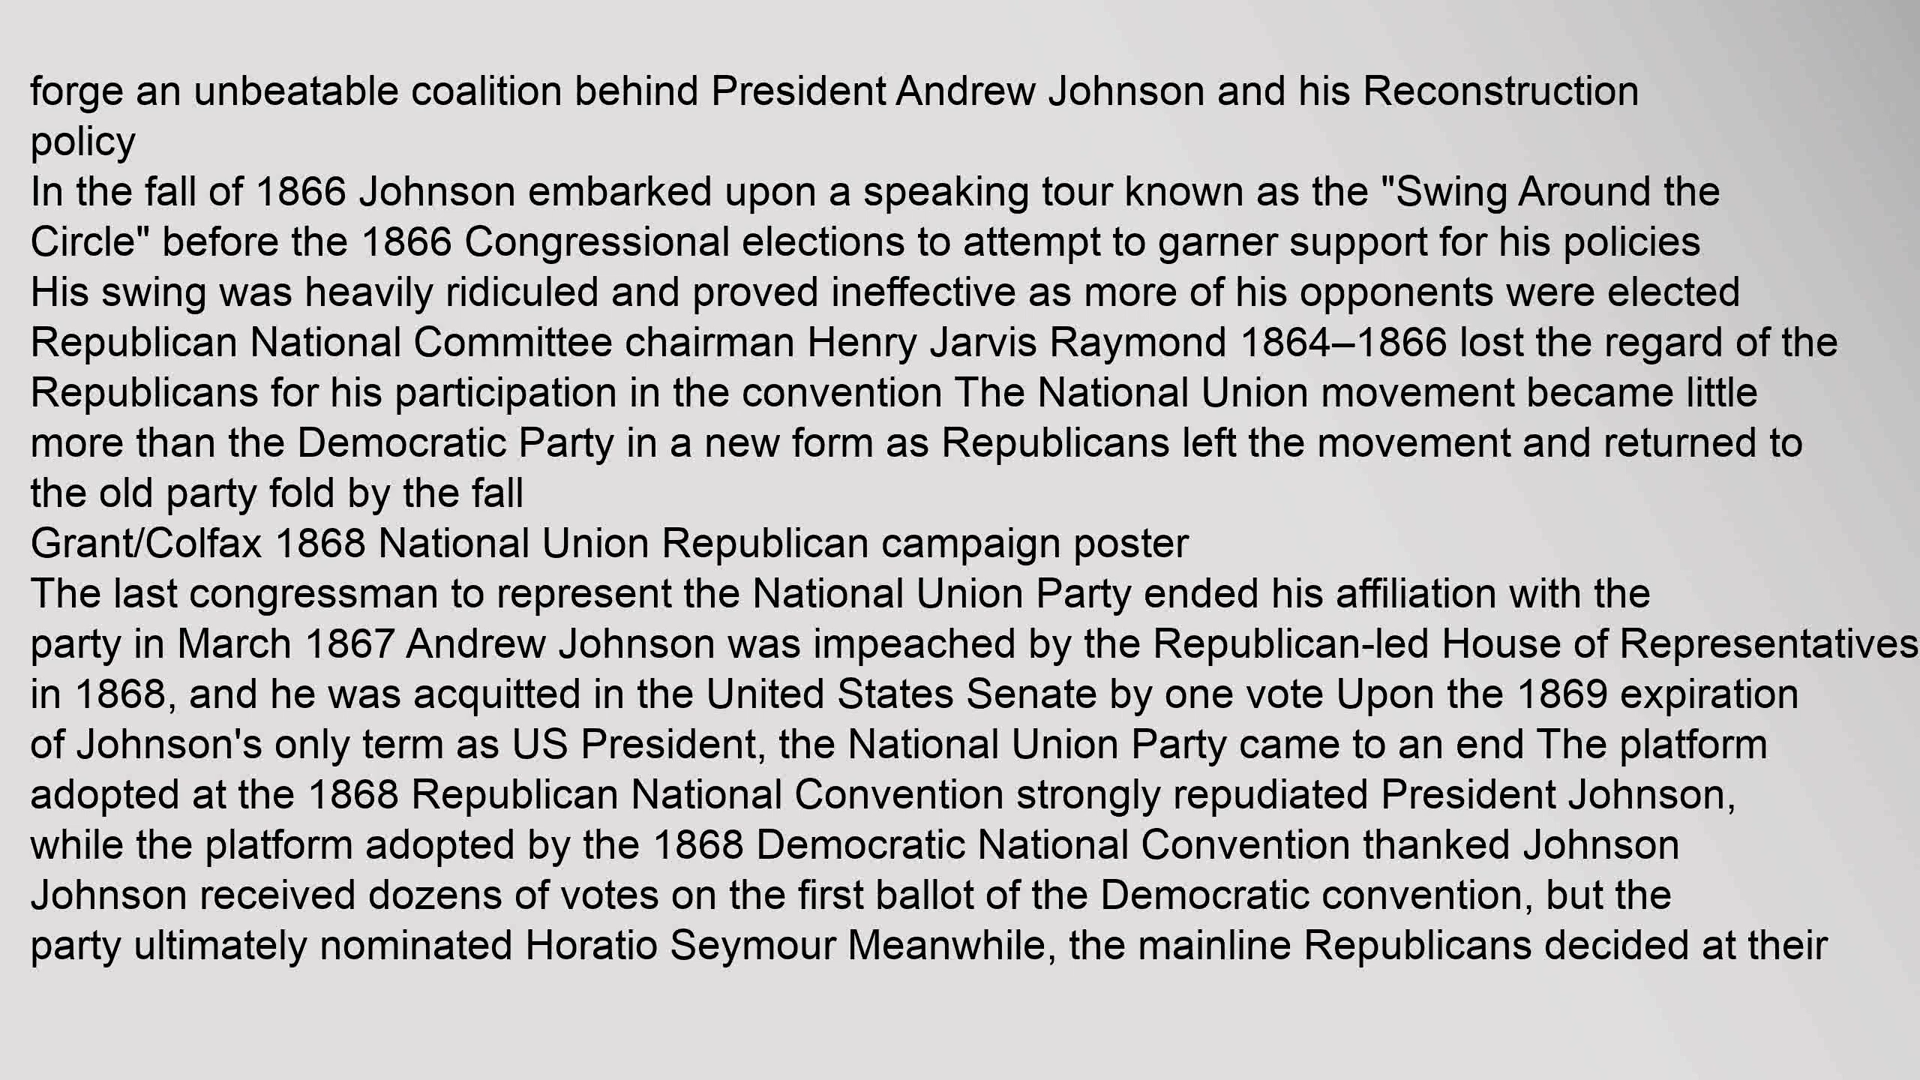 forge an unbeatable coalition behind President Andrew Johnson and his Reconstruction
policy
In the fall of 1866 Johnson embarked upon a speaking tour known as the "Swing Around the
Circle" before the 1866 Congressional elections to attempt to garner support for his policies
His swing was heavily ridiculed and proved ineffective as more of his opponents were elected
Republican National Committee chairman Henry Jarvis Raymond 1864–1866 lost the regard of the
Republicans for his participation in the convention The National Union movement became little
more than the Democratic Party in a new form as Republicans left the movement and returned to
the old party fold by the fall
Grant/Colfax 1868 National Union Republican campaign poster
The last congressman to represent the National Union Party ended his affiliation with the
party in March 1867 Andrew Johnson was impeached by the Republican-led House of Representatives
in 1868, and he was acquitted in the United States Senate by one vote Upon the 1869 expiration
of Johnson's only term as US President, the National Union Party came to an end The platform
adopted at the 1868 Republican National Convention strongly repudiated President Johnson,
while the platform adopted by the 1868 Democratic National Convention thanked Johnson
Johnson received dozens of votes on the first ballot of the Democratic convention, but the
party ultimately nominated Horatio Seymour Meanwhile, the mainline Republicans decided at their